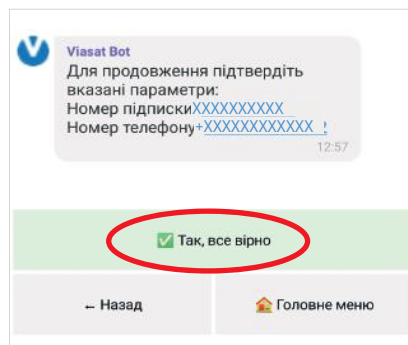 Viasat Bot
Для продовження підтвердіть
вказані параметри:
Номер підпискиXXXXXXXXXX
Номер телефону+XXXXXXXXXXXX
12:57
✅ Так, все вірно
← Назад
🏠 Головне меню